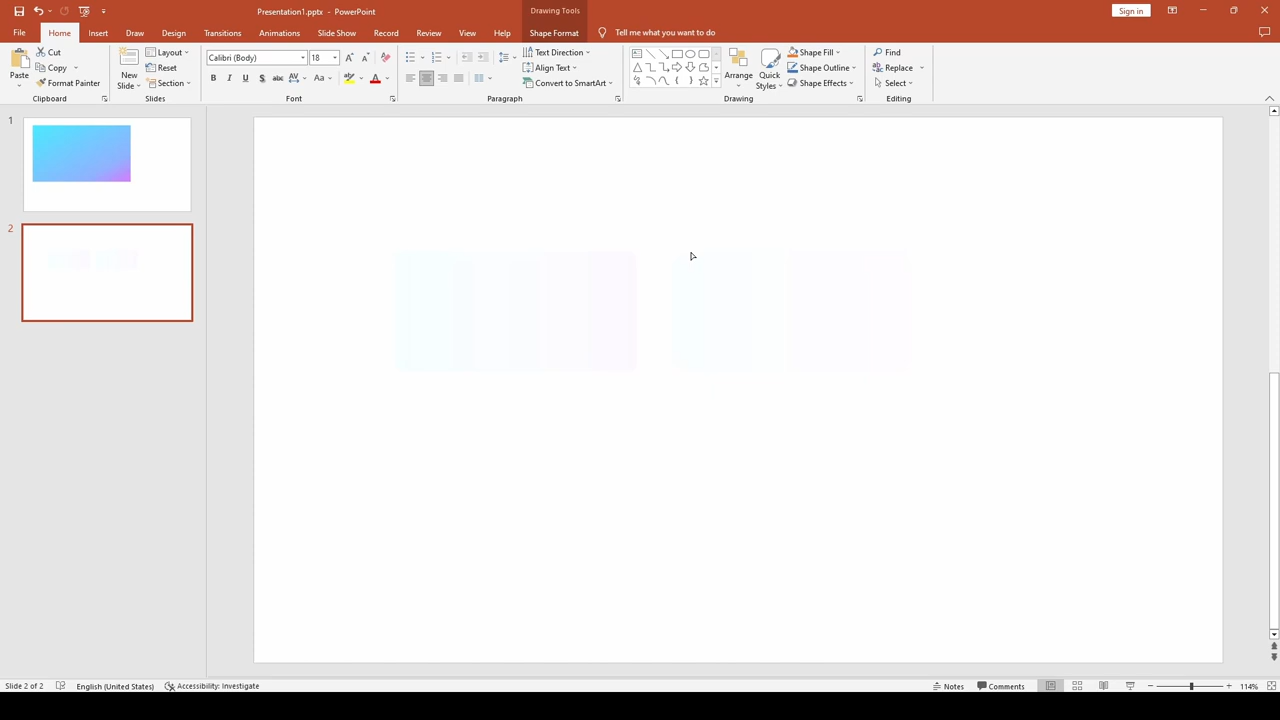 Presentation1.pptx - PowerPoint
Drawing Tools
Sign in
File Home Insert Draw Design Transitions Animations Slide Show Record Review View Help Shape Format Tell me what you want to do
Paste
Cut
Copy
Format Painter
Clipboard
New Slide
Layout
Reset
Section
Slides
Calibri (Body) 18
B I U S abc AV Aa A
Font
Text Direction
Align Text
Convert to SmartArt
Paragraph
Arrange
Quick Styles
Shape Fill
Shape Outline
Shape Effects
Drawing
Find
Replace
Select
Editing
1
2
Slide 2 of 2 English (United States) Accessibility: Investigate Notes Comments 114%